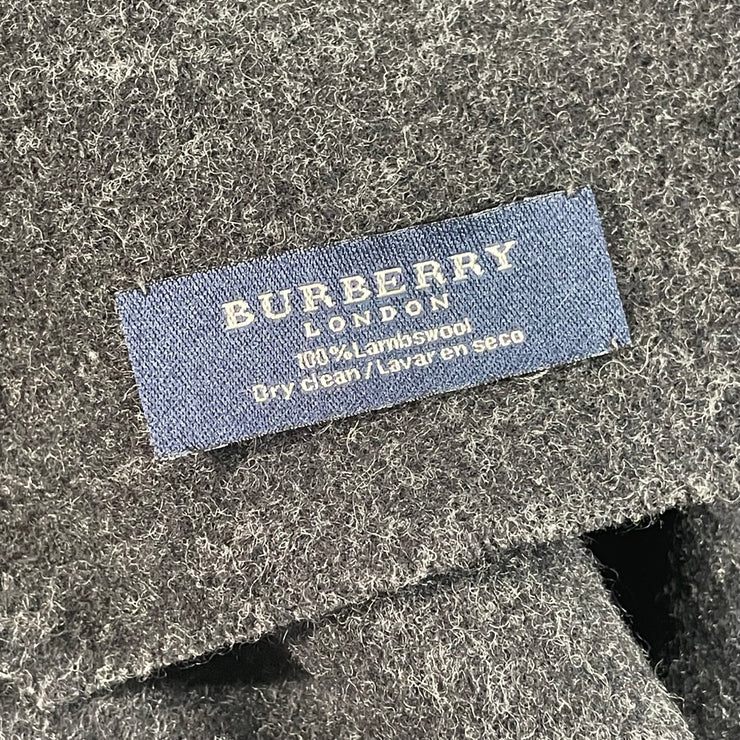 BURBERRY
LONDON
100% Lambswool
Dry clean / Lavar en seco